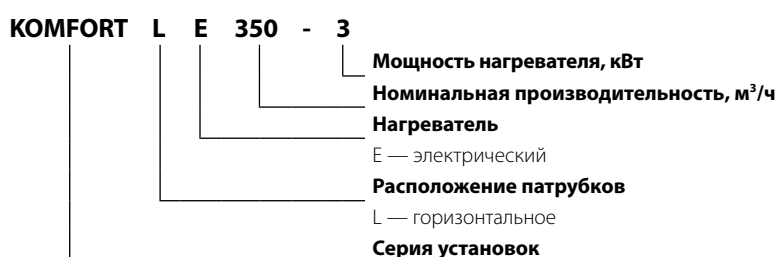 KOMFORT L E 350 - 3
Мощность нагревателя, кВт
Номинальная производительность, м³/ч
Нагреватель
Е — электрический
Расположение патрубков
L — горизонтальное
Серия установок